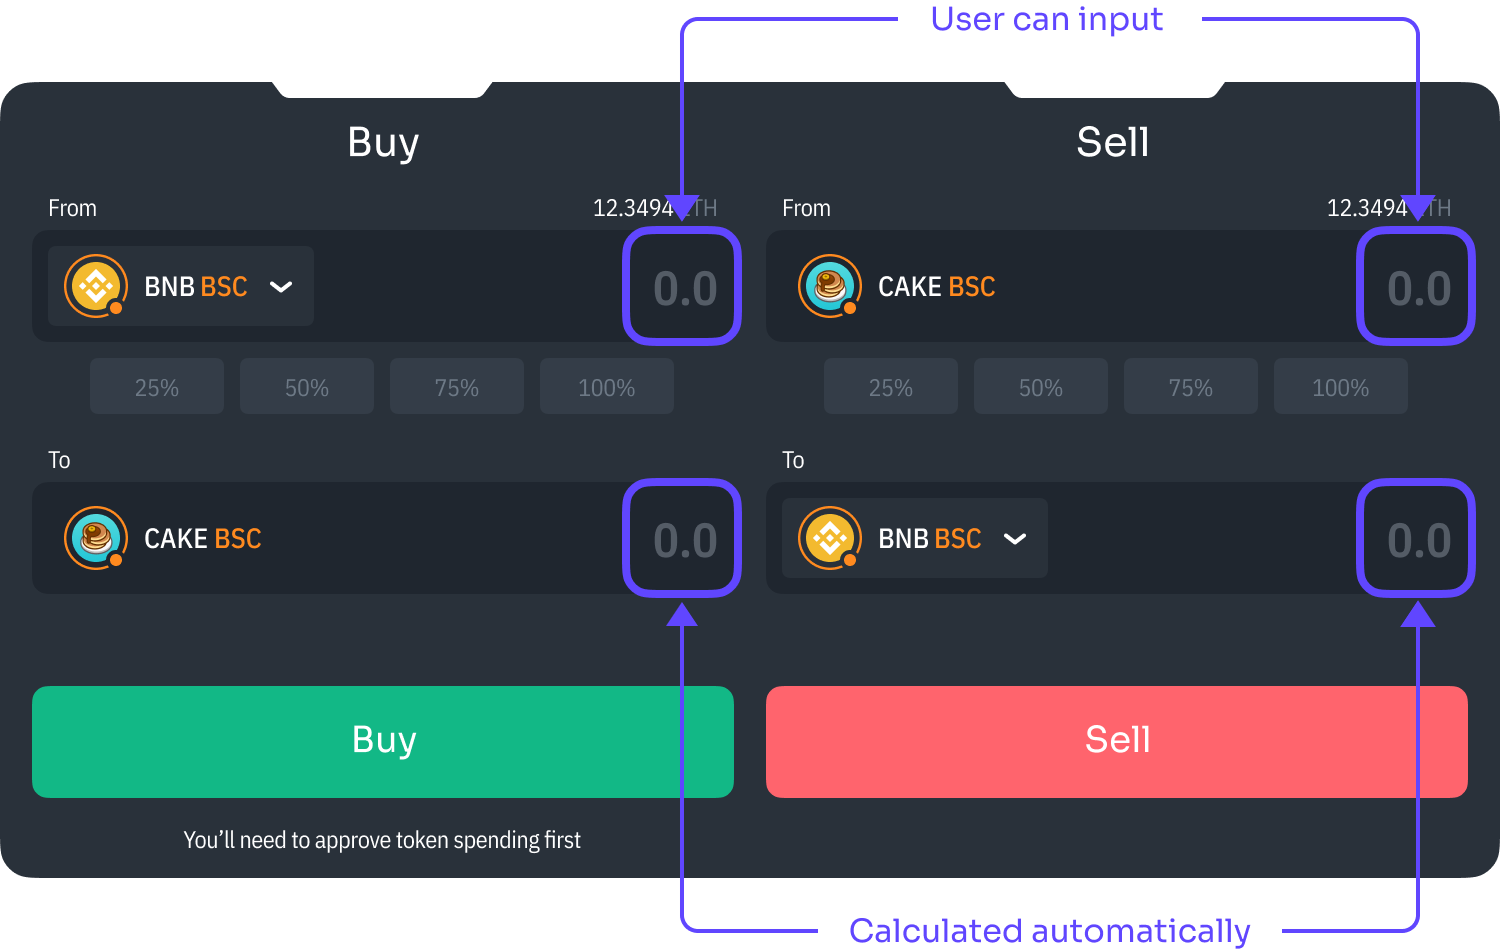 User can input
Buy
Sell
From 12.3494 TH
From 12.3494 TH
BNB BSC 0.0
CAKE BSC 0.0
25% 50% 75% 100%
25% 50% 75% 100%
To
To
CAKE BSC 0.0
BNB BSC 0.0
Buy
Sell
You’ll need to approve token spending first
Calculated automatically